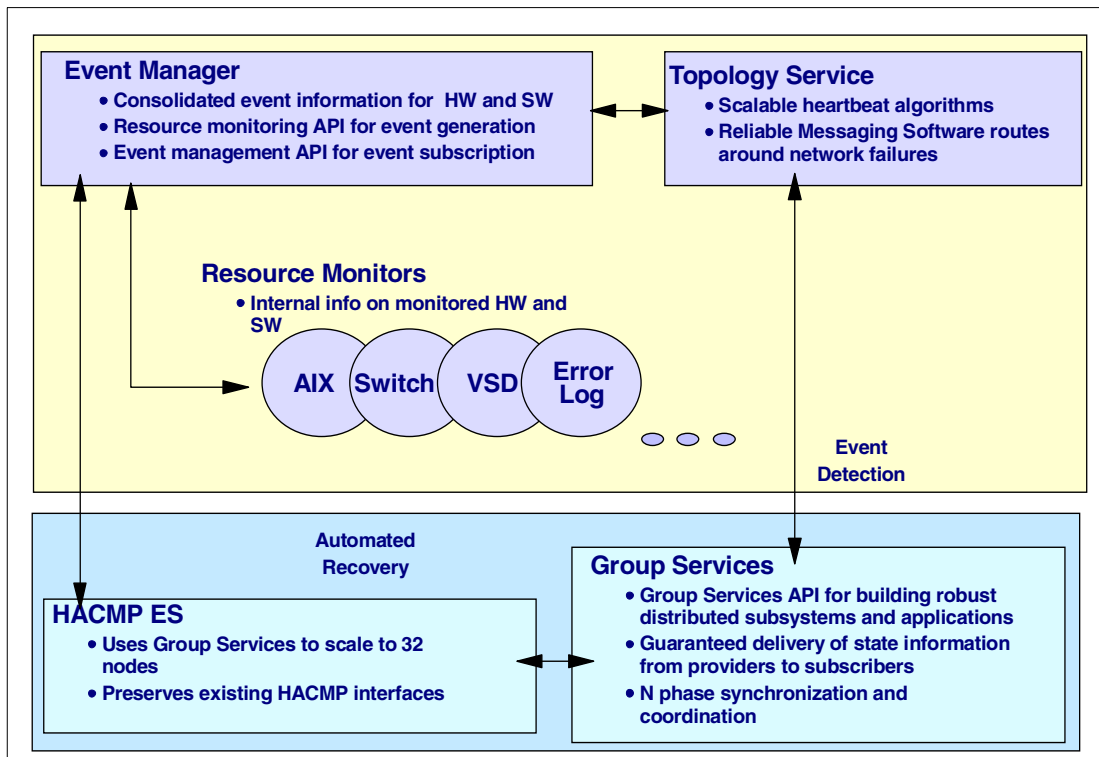 Event Manager
• Consolidated event information for HW and SW
• Resource monitoring API for event generation
• Event management API for event subscription
Topology Service
• Scalable heartbeat algorithms
• Reliable Messaging Software routes
around network failures
Resource Monitors
• Internal info on monitored HW and
SW
AIX
Switch
VSD
Error
Log
Event
Detection
Automated
Recovery
HACMP ES
• Uses Group Services to scale to 32
nodes
• Preserves existing HACMP interfaces
Group Services
• Group Services API for building robust
distributed subsystems and applications
• Guaranteed delivery of state information
from providers to subscribers
• N phase synchronization and
coordination